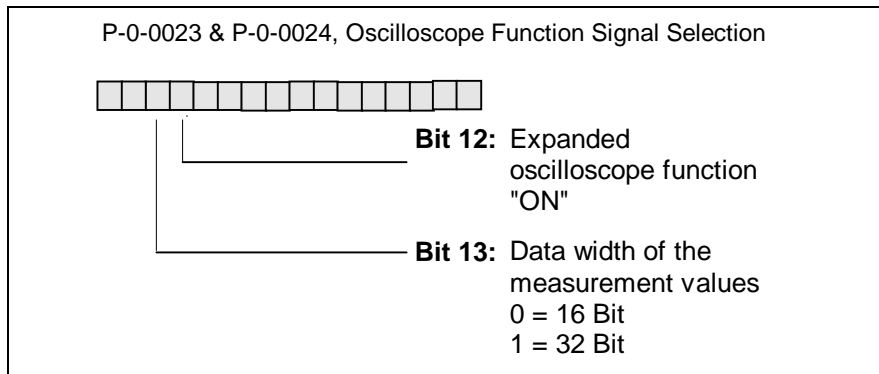 P-0-0023 & P-0-0024, Oscilloscope Function Signal Selection
Bit 12: Expanded
oscilloscope function
"ON"
Bit 13: Data width of the
measurement values
0 = 16 Bit
1 = 32 Bit